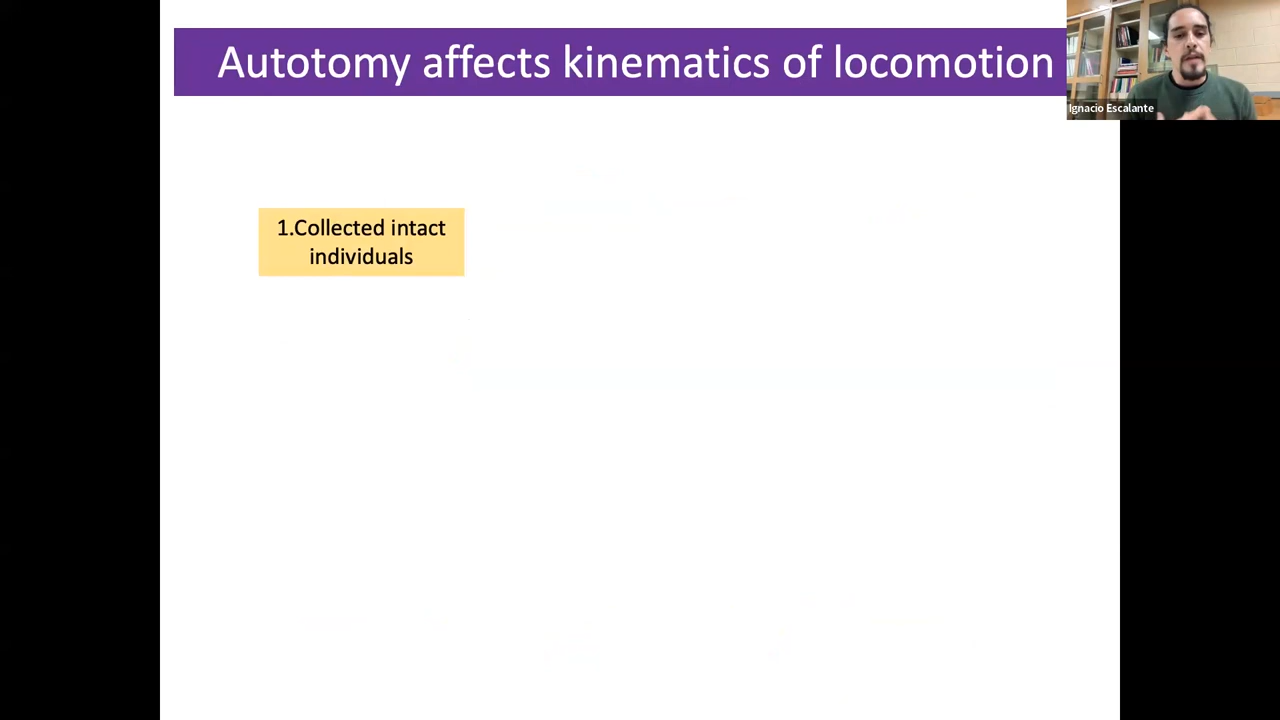 Autotomy affects kinematics of locomotion
Ignacio Escalante
1.Collected intact
individuals